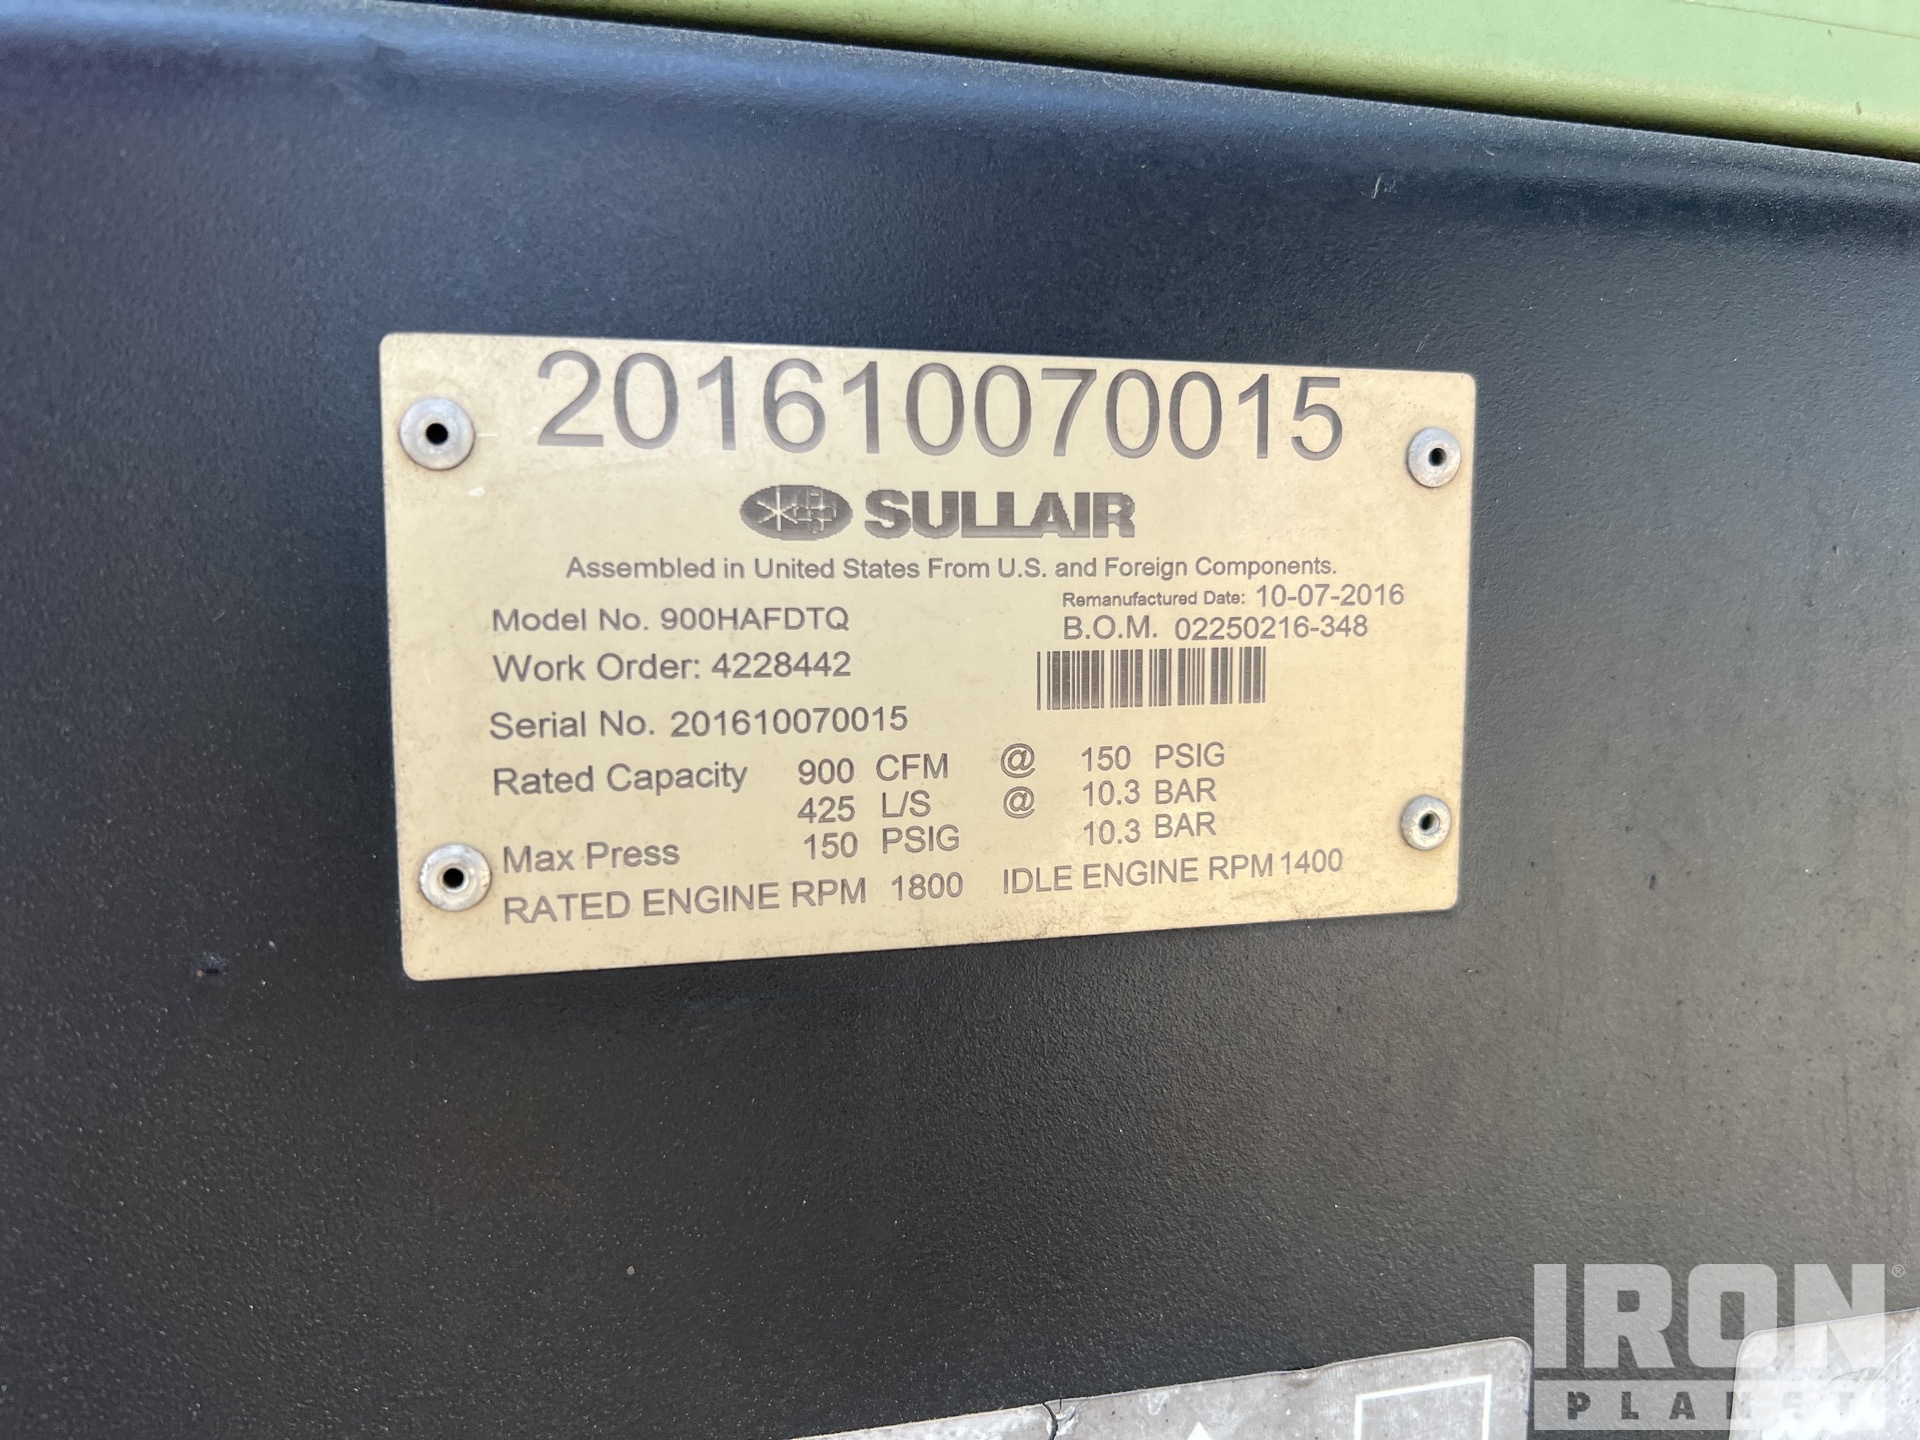 201610070015
SULLAIR
Assembled in United States From U.S. and Foreign Components.
Model No. 900HAFDTQ
Remanufactured Date: 10-07-2016
B.O.M. 02250216-348
Work Order: 4228442
Serial No. 201610070015
Rated Capacity 900 CFM @ 150 PSIG
425 L/S @ 10.3 BAR
Max Press 150 PSIG 10.3 BAR
RATED ENGINE RPM 1800 IDLE ENGINE RPM 1400
IRON
PLANET